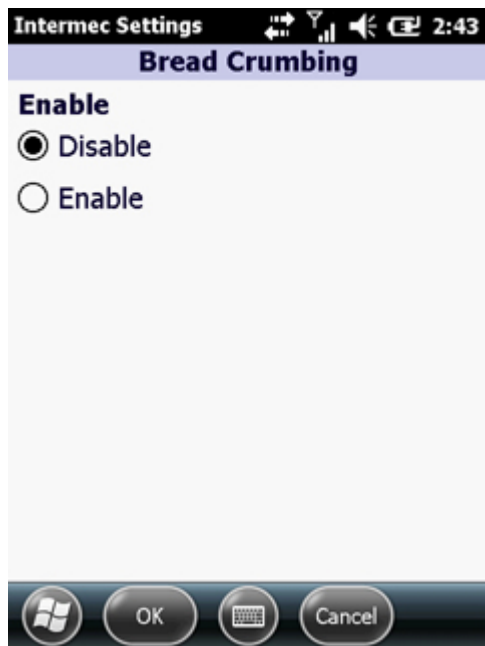 Intermec Settings 2:43
Bread Crumbing
Enable
Disable
Enable
OK Cancel